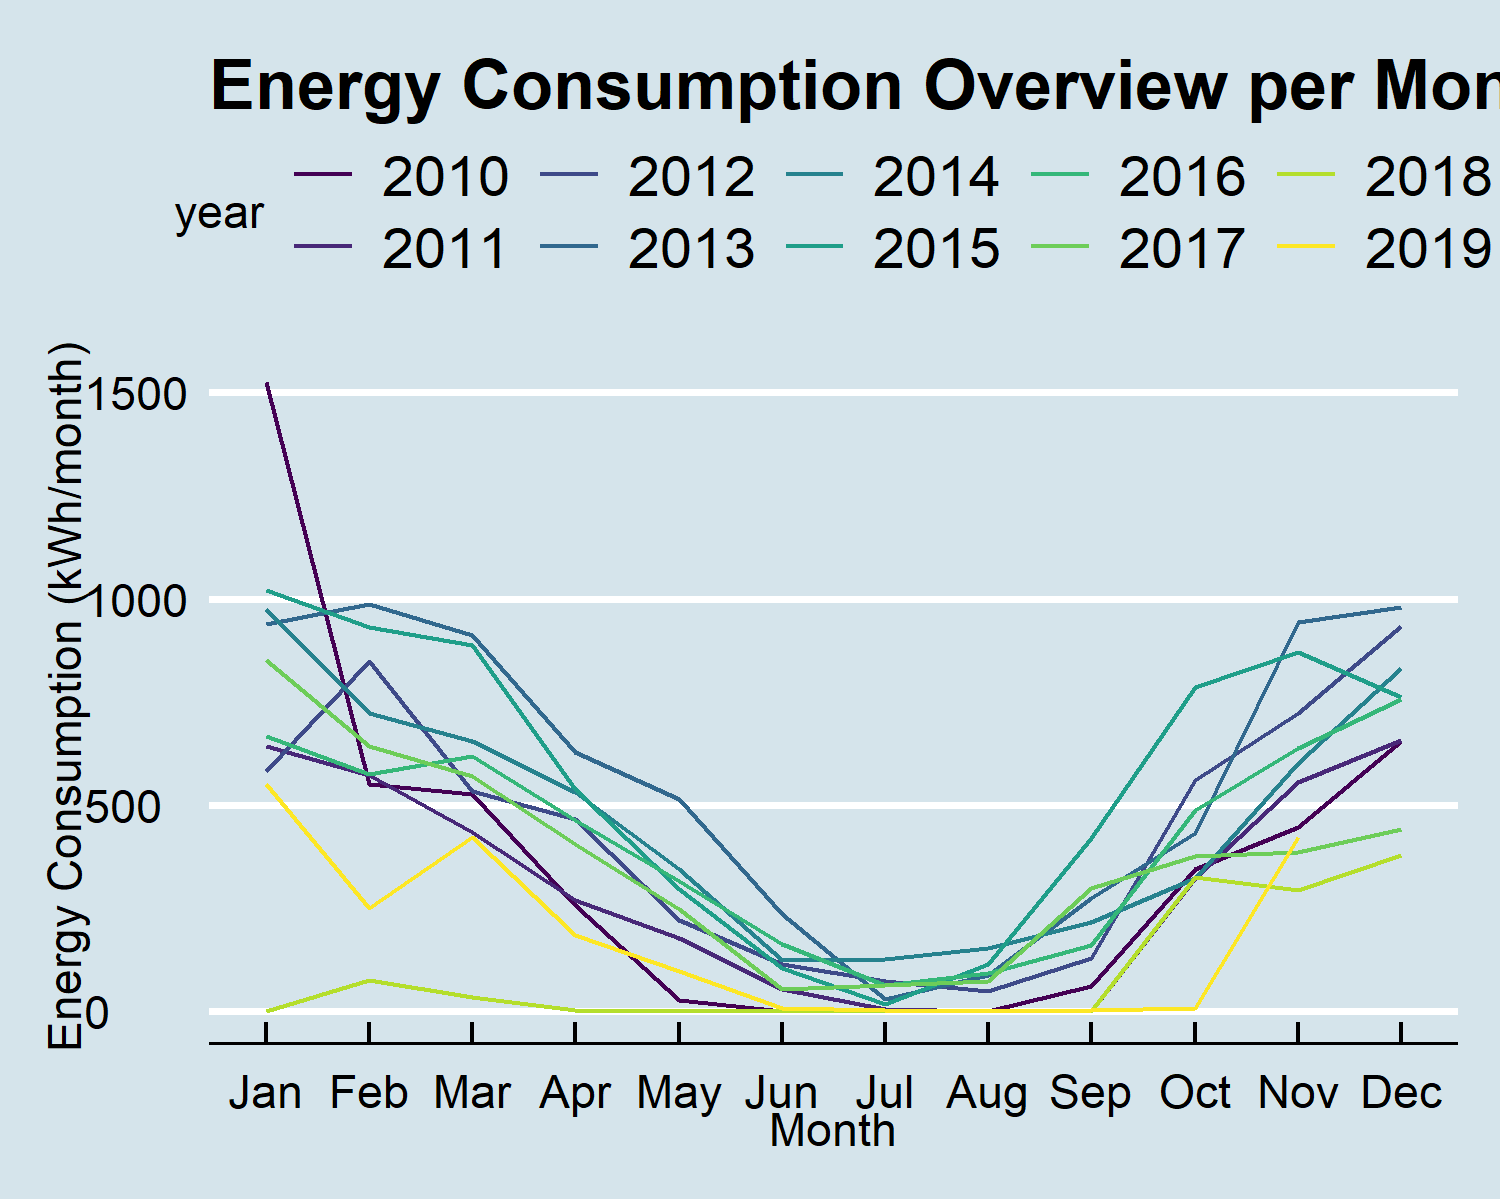 Energy Consumption Overview per Mon
year
2010 2012 2014 2016 2018
2011 2013 2015 2017 2019
Energy Consumption (kWh/month)
1500
1000
500
0
Jan Feb Mar Apr May Jun Jul Aug Sep Oct Nov Dec
Month